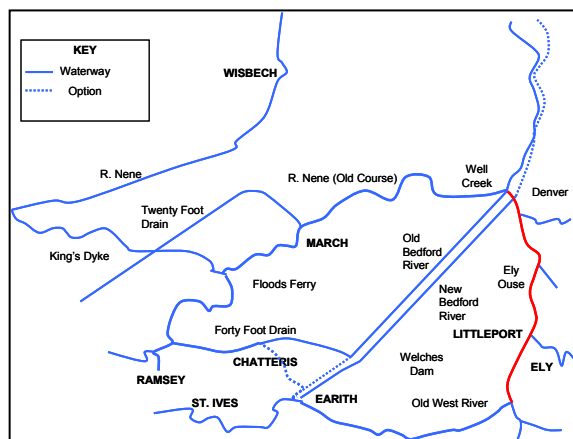 KEY
Waterway
Option
WISBECH
R. Nene
R. Nene (Old Course)
Well
Creek
Denver
Twenty Foot
Drain
King's Dyke
MARCH
Old
Bedford
River
Floods Ferry
Ely
Ouse
New
Bedford
River
Forty Foot Drain
LITTLEPORT
CHATTERIS
Welches
Dam
ELY
RAMSEY
ST. IVES
EARITH
Old West River